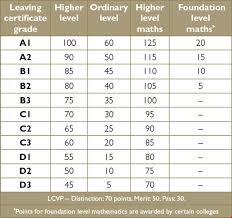 Leaving certificate grade Higher level Ordinary level Higher level maths Foundation level maths*
A1 100 60 125 20
A2 90 50 115 15
B1 85 45 110 10
B2 80 40 105 5
B3 75 35 100 –
C1 70 30 95 –
C2 65 25 90 –
C3 60 20 85 –
D1 55 15 80 –
D2 50 10 75 –
D3 45 5 70 –
LCVP – Distinction: 70 points. Merit: 50. Pass: 30.
*Points for foundation level mathematics are awarded by certain colleges